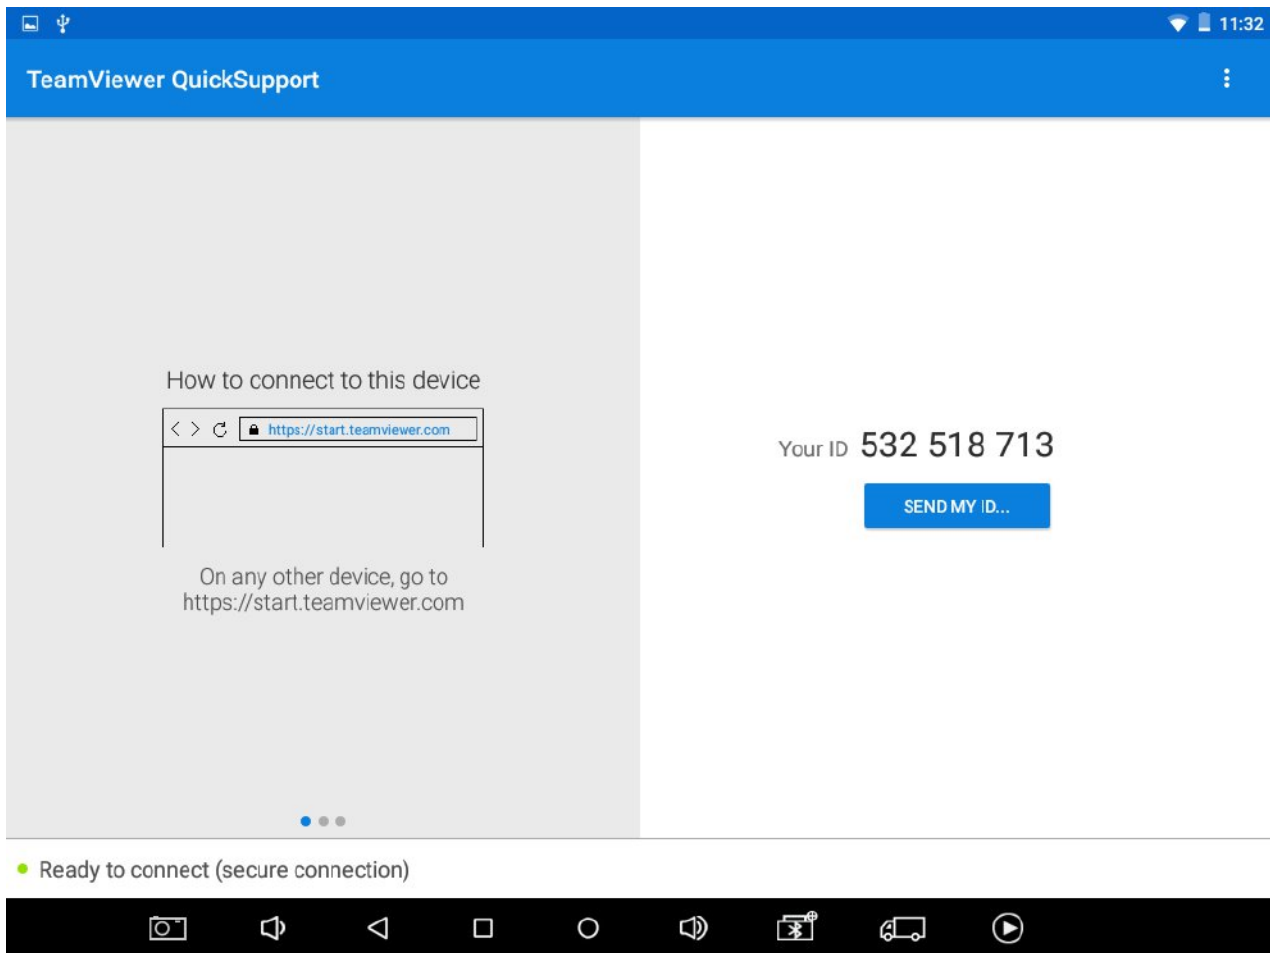 11:32
TeamViewer QuickSupport
How to connect to this device
https://start.teamviewer.com
On any other device, go to
https://start.teamviewer.com
Your ID 532 518 713
SEND MY ID...
Ready to connect (secure connection)